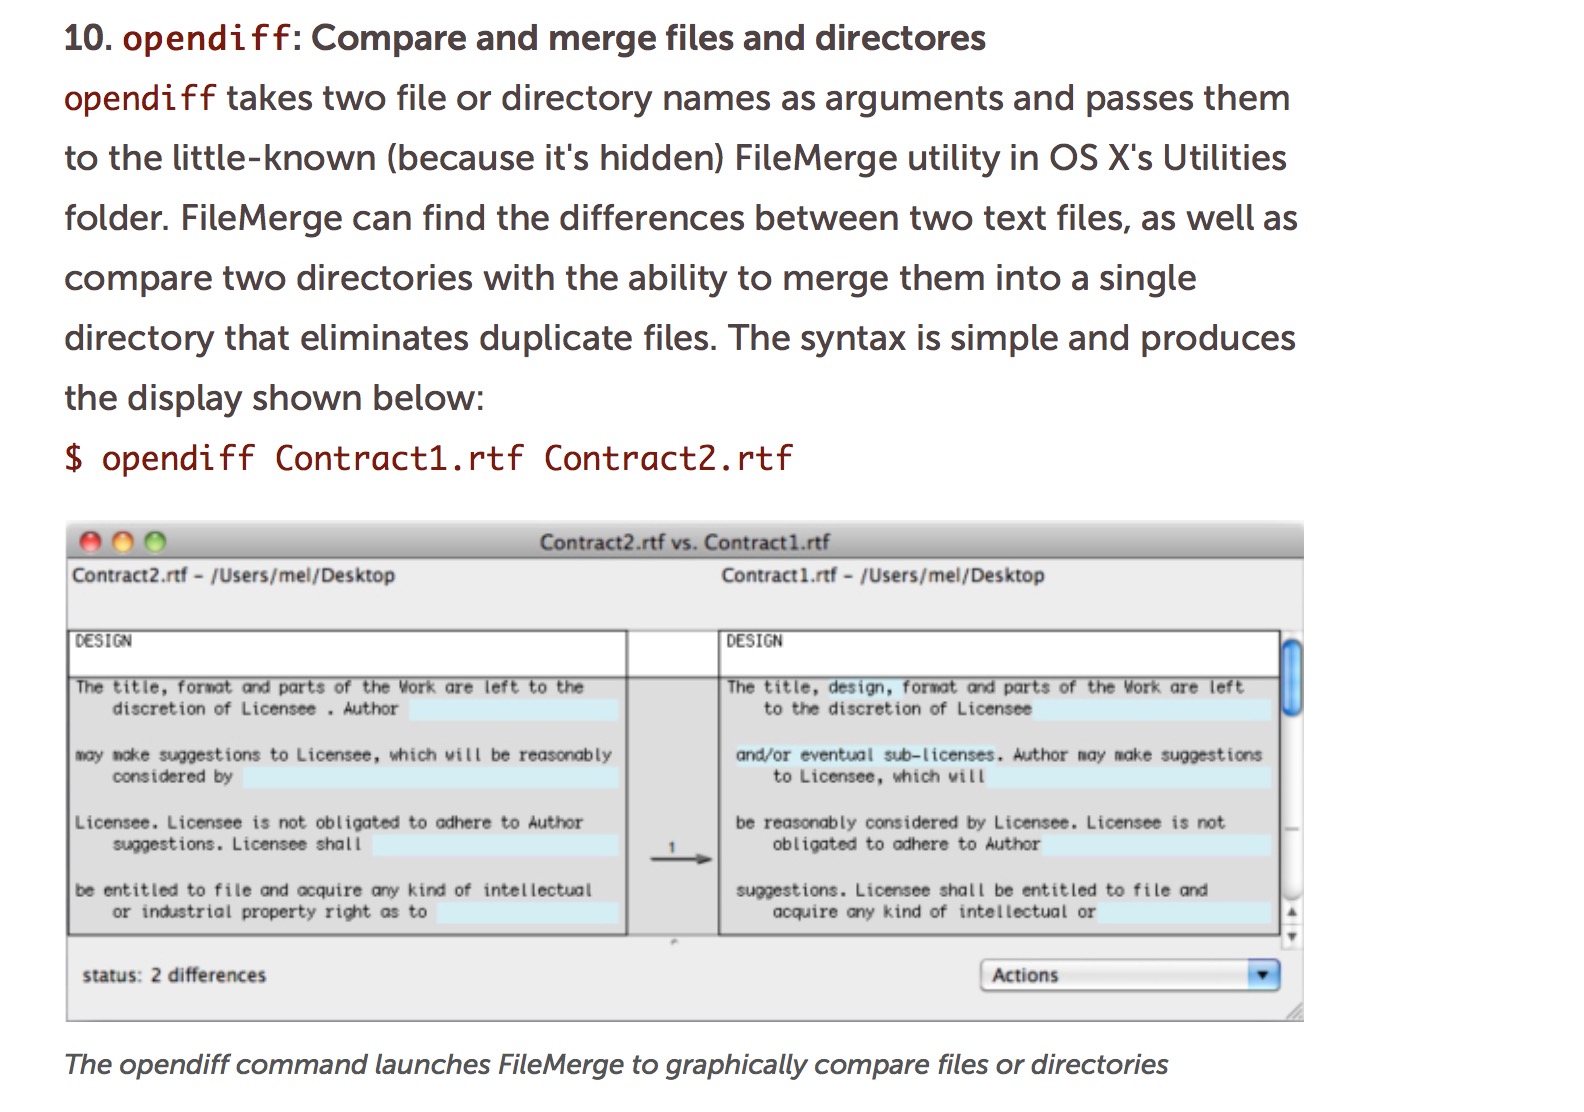 10. opendiff: Compare and merge files and directores
opendiff takes two file or directory names as arguments and passes them
to the little-known (because it's hidden) FileMerge utility in OS X's Utilities
folder. FileMerge can find the differences between two text files, as well as
compare two directories with the ability to merge them into a single
directory that eliminates duplicate files. The syntax is simple and produces
the display shown below:
$ opendiff Contract1.rtf Contract2.rtf
Contract2.rtf vs. Contract1.rtf
Contract2.rtf - /Users/mel/Desktop
DESIGN
The title, format and parts of the Work are left to the
discretion of Licensee . Author
may make suggestions to Licensee, which will be reasonably
considered by
Licensee. Licensee is not obligated to adhere to Author
suggestions. Licensee shall
be entitled to file and acquire any kind of intellectual
or industrial property right as to
1
Contract1.rtf - /Users/mel/Desktop
DESIGN
The title, design, format and parts of the Work are left
to the discretion of Licensee
and/or eventual sub-licenses. Author may make suggestions
to Licensee, which will
be reasonably considered by Licensee. Licensee is not
obligated to adhere to Author
suggestions. Licensee shall be entitled to file and
acquire any kind of intellectual or
status: 2 differences
Actions
The opendiff command launches FileMerge to graphically compare files or directories